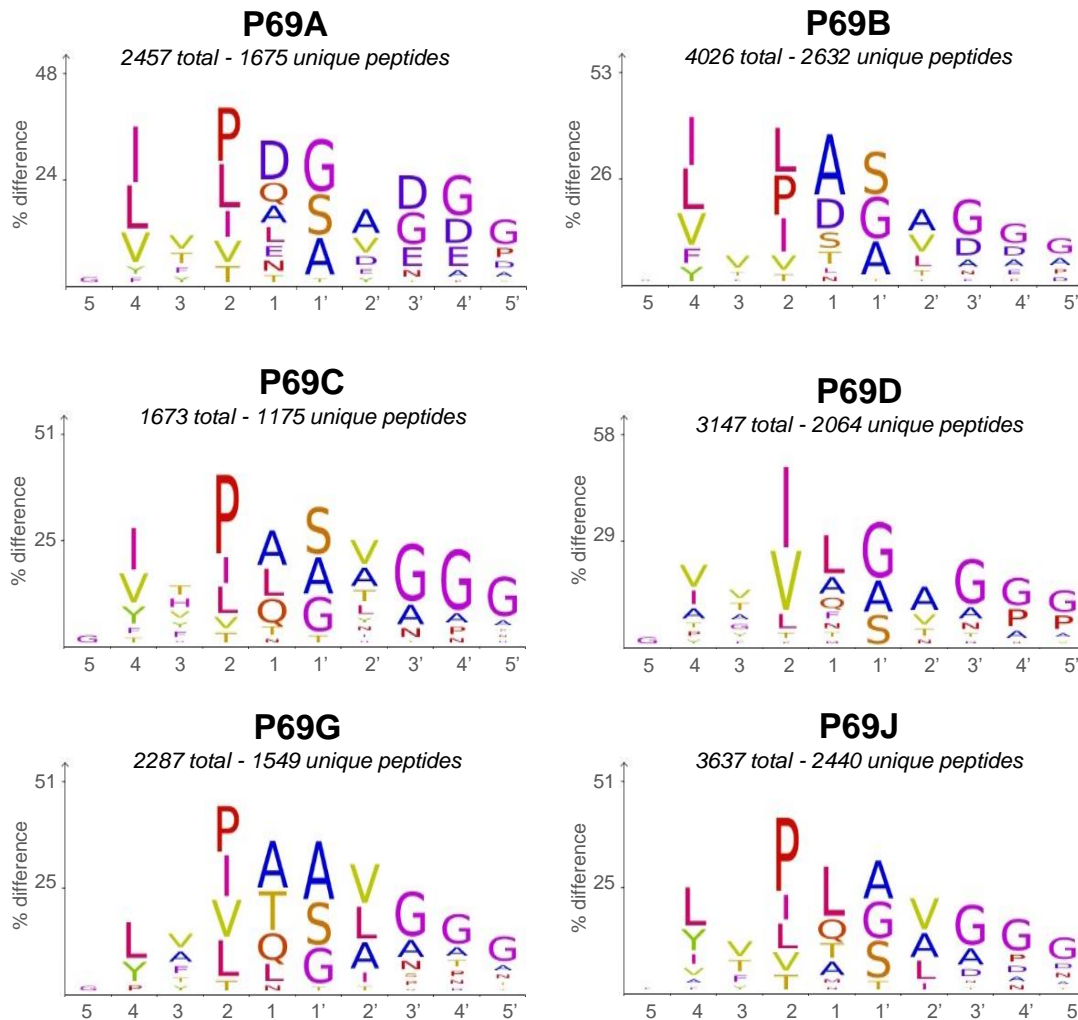 P69A
2457 total - 1675 unique peptides
% difference
48
24
G
I L V Y F
V T F Y
P L I V T
D Q A L E N T
G S A
A V D E
D G E N
G D E A
G P D A
5 4 3 2 1 1’ 2’ 3’ 4’ 5’
P69B
4026 total - 2632 unique peptides
% difference
53
26
I L V F Y
V T
L P I V T
A D S T L N
S G A
A V L
G D A N
G D A E
G A P D
5 4 3 2 1 1’ 2’ 3’ 4’ 5’
P69C
1673 total - 1175 unique peptides
% difference
51
25
G
I V Y F T
T H V Y F
P I L V T
A L Q T N
S A G T
V A T L
G A N
G A P N
G A
5 4 3 2 1 1’ 2’ 3’ 4’ 5’
P69D
3147 total - 2064 unique peptides
% difference
58
29
G
V I A T P
V T A G
I V L T
L A Q F N T
G A S
A V T N
G A N
G P A
G P A
5 4 3 2 1 1’ 2’ 3’ 4’ 5’
P69G
2287 total - 1549 unique peptides
% difference
51
25
G
L Y P
V A F T Y
P I V L T
A T Q L N
A S G
V L A I T
G A N
G A T P N
G A N
5 4 3 2 1 1’ 2’ 3’ 4’ 5’
P69J
3637 total - 2440 unique peptides
% difference
51
25
L Y I V A
V T F Y
P I L V T
L Q T A
A G S T
V A L I
G A D N
G P D A N
G D N A
5 4 3 2 1 1’ 2’ 3’ 4’ 5’